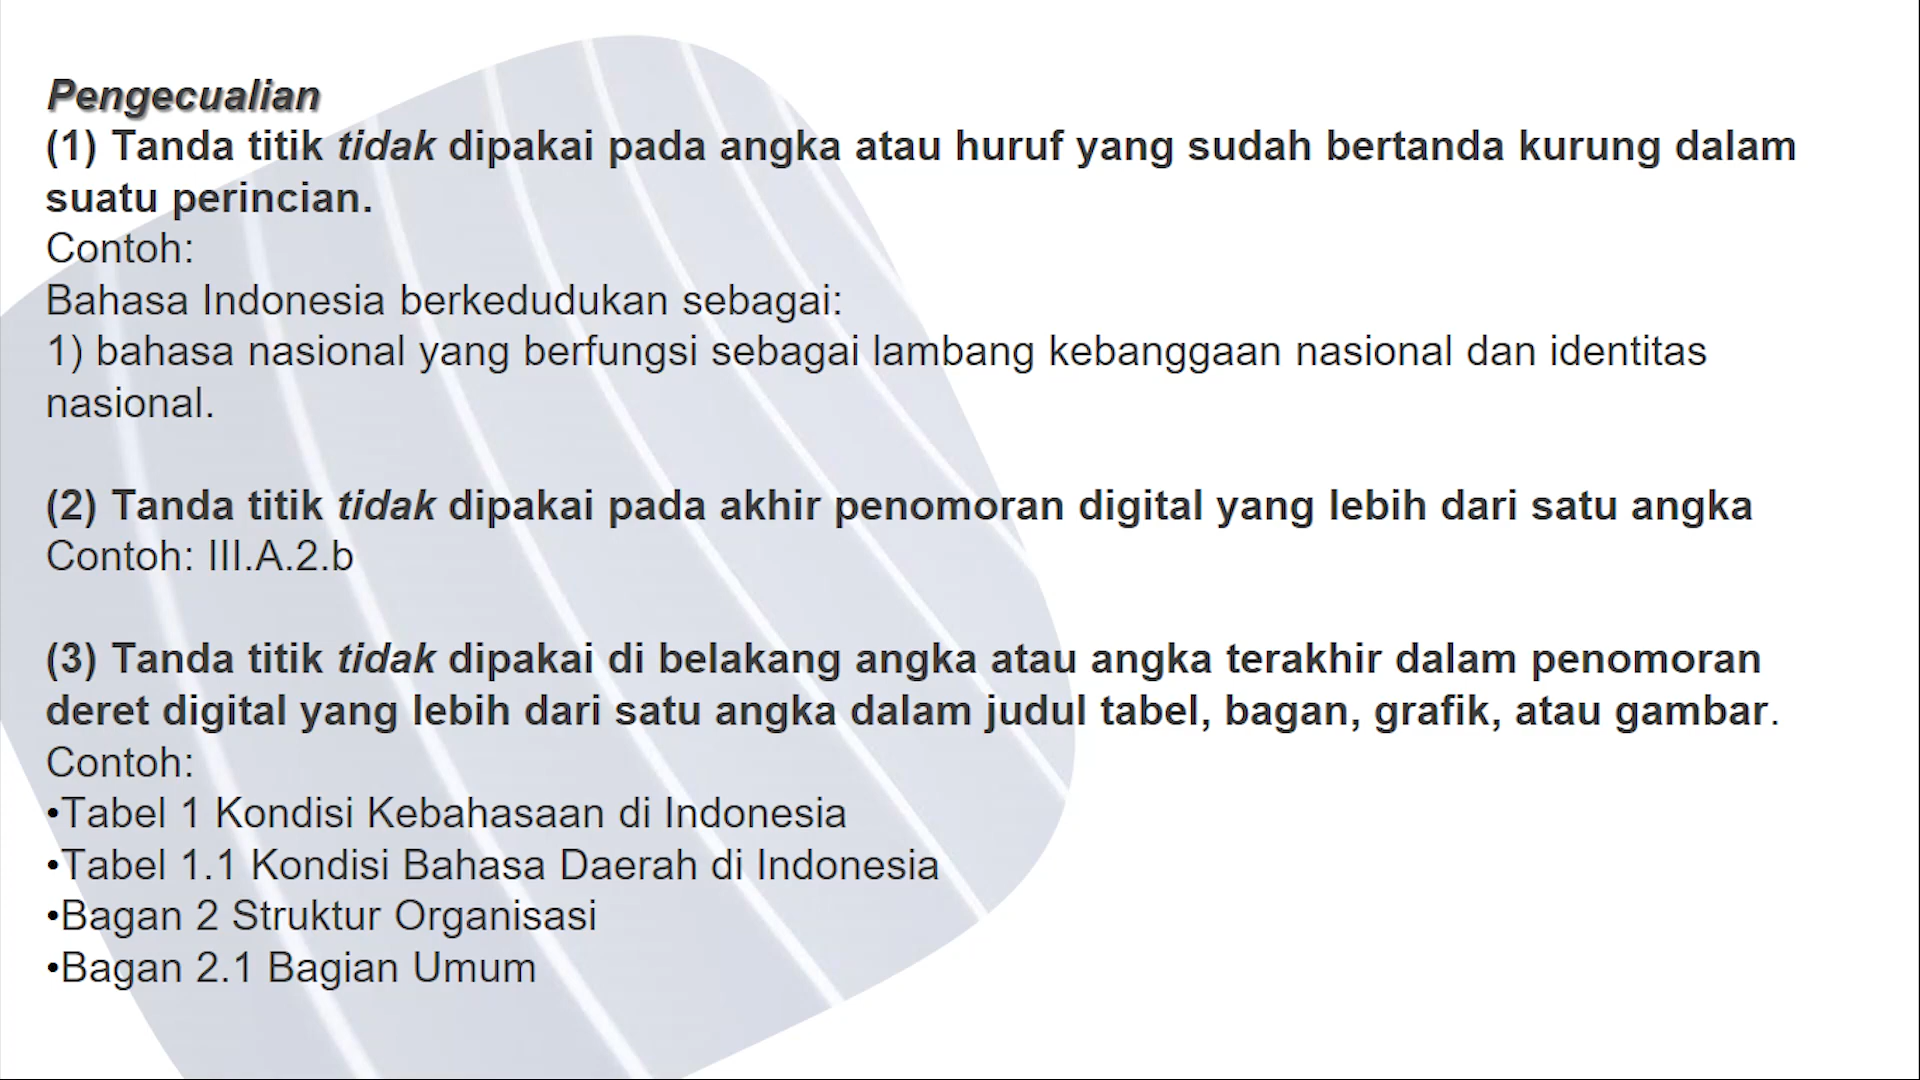 Pengecualian
(1) Tanda titik tidak dipakai pada angka atau huruf yang sudah bertanda kurung dalam
suatu perincian.
Contoh:
Bahasa Indonesia berkedudukan sebagai:
1) bahasa nasional yang berfungsi sebagai lambang kebanggaan nasional dan identitas
nasional.
(2) Tanda titik tidak dipakai pada akhir penomoran digital yang lebih dari satu angka
Contoh: III.A.2.b
(3) Tanda titik tidak dipakai di belakang angka atau angka terakhir dalam penomoran
deret digital yang lebih dari satu angka dalam judul tabel, bagan, grafik, atau gambar.
Contoh:
•Tabel 1 Kondisi Kebahasaan di Indonesia
•Tabel 1.1 Kondisi Bahasa Daerah di Indonesia
•Bagan 2 Struktur Organisasi
•Bagan 2.1 Bagian Umum